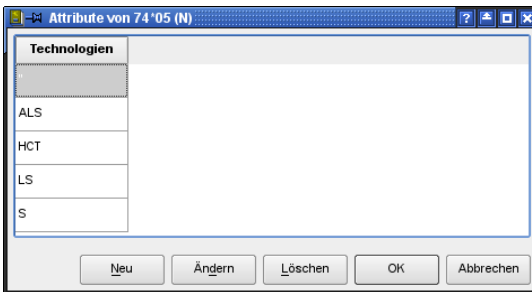 Attribute von 74*05 (N)
Technologien
''
ALS
HCT
LS
S
Neu Ändern Löschen OK Abbrechen